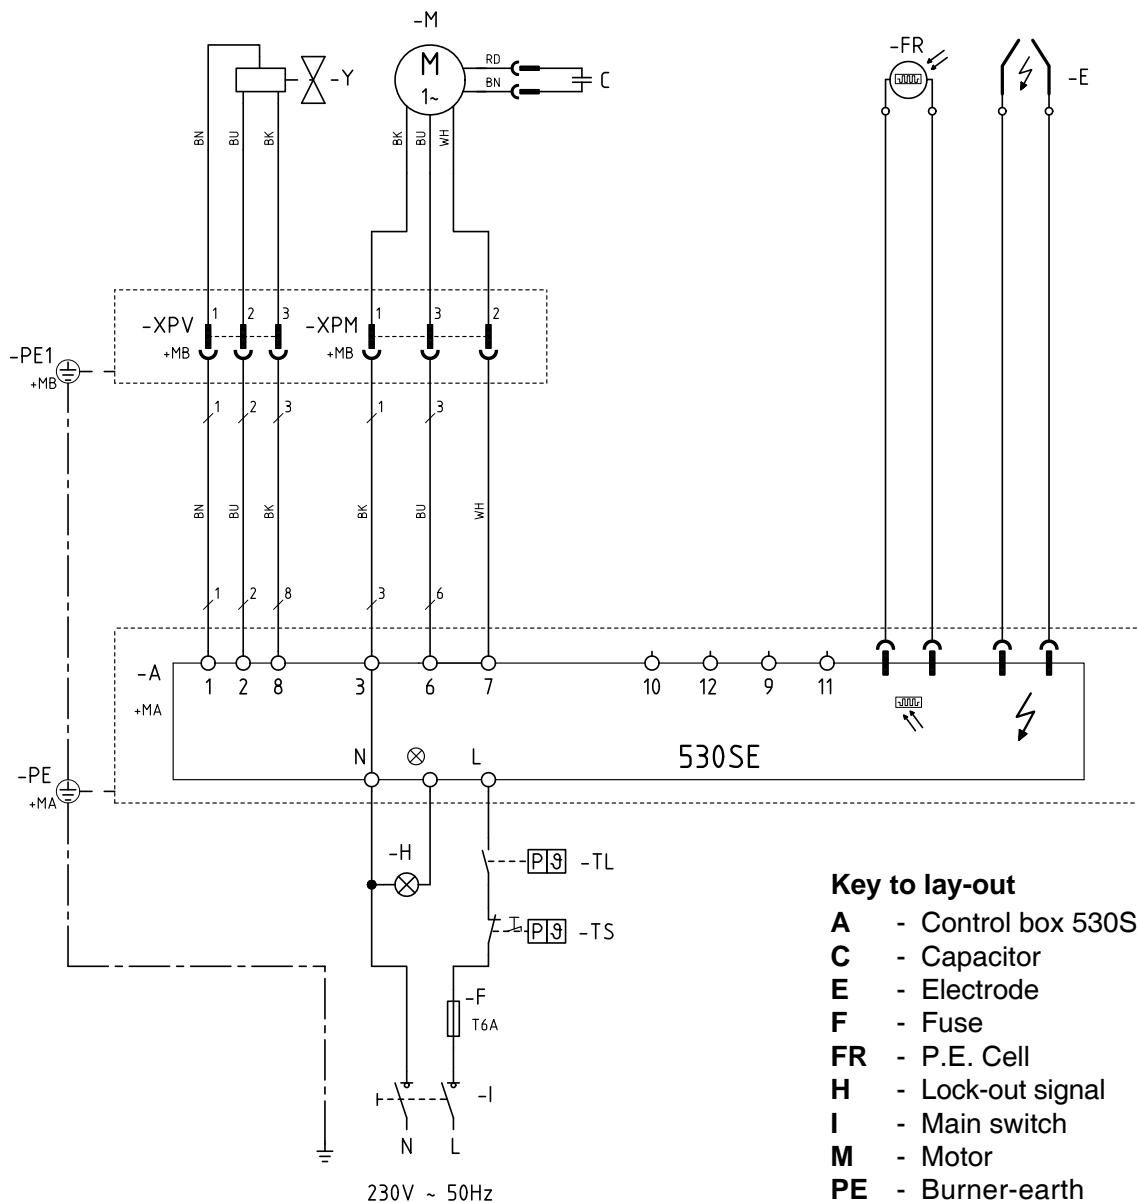 -M
-FR
-Y
M
1~
RD
BN
C
-E
BN
BU
BK
BK
BU
WH
-XPV
+MB
1
2
3
-XPM
+MB
1
3
2
-PE1
+MB
1
2
3
1
3
BN
BU
BK
BK
BU
WH
1
2
8
3
6
-A
+MA
1
2
8
3
6
7
10
12
9
11
N
L
530SE
-PE
+MA
-H
P ϑ
-TL
P ϑ
-TS
-F
T6A
-I
N
L
230V ~ 50Hz
Key to lay-out
A - Control box 530S
C - Capacitor
E - Electrode
F - Fuse
FR - P.E. Cell
H - Lock-out signal
I - Main switch
M - Motor
PE - Burner-earth